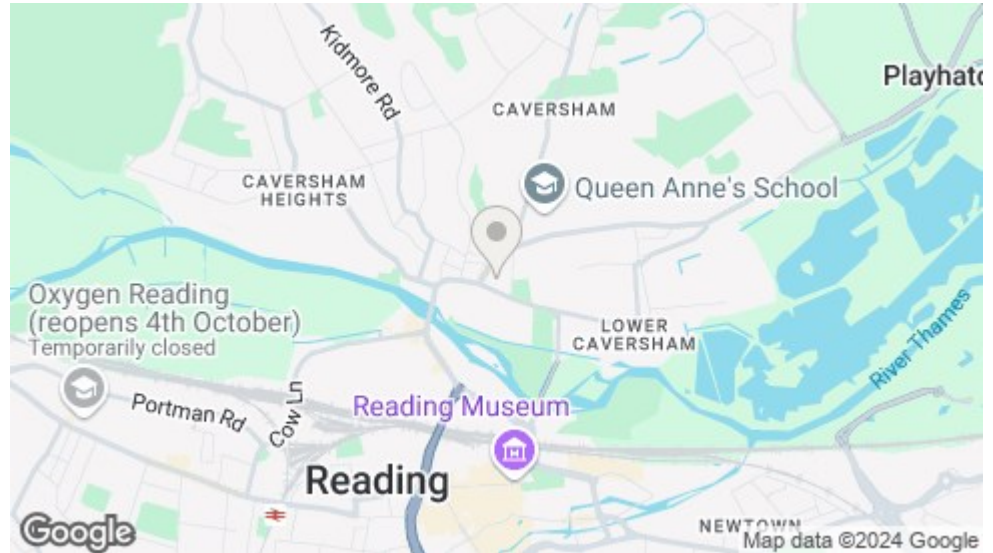 Kidmore Rd
Playhatc
CAVERSHAM
CAVERSHAM
HEIGHTS
Queen Anne's School
Oxygen Reading
(reopens 4th October)
Temporarily closed
LOWER
CAVERSHAM
River Thames
Portman Rd
Cow Ln
Reading Museum
Reading
NEWTOWN
Google
Map data ©2024 Google